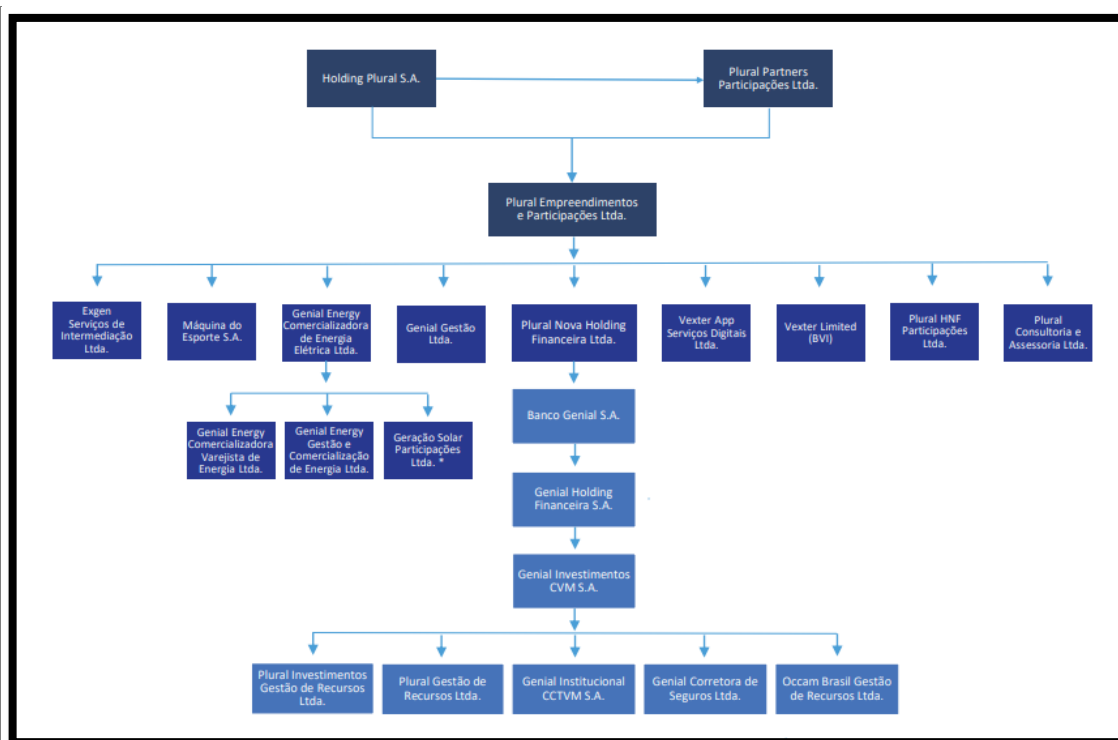 Holding Plural S.A.
Plural Partners
Participações Ltda.
Plural Empreendimentos
e Participações Ltda.
Exgen
Serviços de
Intermediação
Ltda.
Máquina do
Esporte S.A.
Genial Energy
Comercializadora
de Energia
Elétrica Ltda.
Genial Gestão
Ltda.
Plural Nova Holding
Financeira Ltda.
Vexter App
Serviços Digitais
Ltda.
Vexter Limited
(BVI)
Plural HNF
Participações
Ltda.
Plural
Consultoria e
Assessoria Ltda.
Genial Energy
Comercializadora
Varejista de
Energia Ltda.
Genial Energy
Gestão e
Comercialização
de Energia Ltda.
Geração Solar
Participações
Ltda. *
Banco Genial S.A.
Genial Holding
Financeira S.A.
Genial Investimentos
CVM S.A.
Plural Investimentos
Gestão de Recursos
Ltda.
Plural Gestão de
Recursos Ltda.
Genial Institucional
CCTVM S.A.
Genial Corretora de
Seguros Ltda.
Occam Brasil Gestão
de Recursos Ltda.